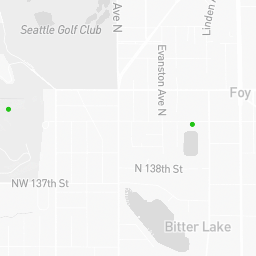 Seattle Golf Club
Ave N
Evanston Ave N
Linden
Foy
N 138th St
NW 137th St
Bitter Lake